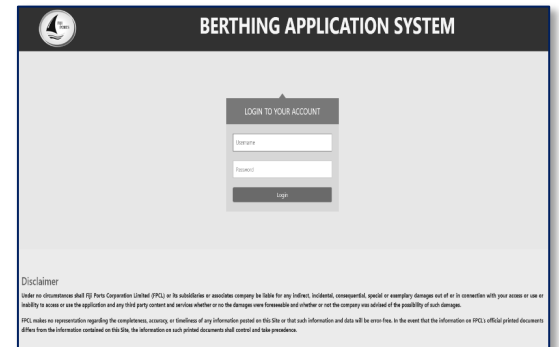 FIJI PORTS
BERTHING APPLICATION SYSTEM
LOGIN TO YOUR ACCOUNT
Username
Password
Login
Disclaimer
Under no circumstances shall Fiji Ports Corporation Limited (FPCL) or its subsidiaries or associates company be liable for any indirect, incidental, consequential, special or exemplary damages out of or in connection with your access or use or
inability to access or use the application and any third party content and services whether or no the damages were foreseeable and whether or not the company was advised of the possibility of such damages.
FPCL makes no representation regarding the completeness, accuracy, or timeliness of any information posted on this Site or that such information and data will be error-free. In the event that the information on FPCL's official printed documents
differs from the information contained on this Site, the information on such printed documents shall control and take precedence.